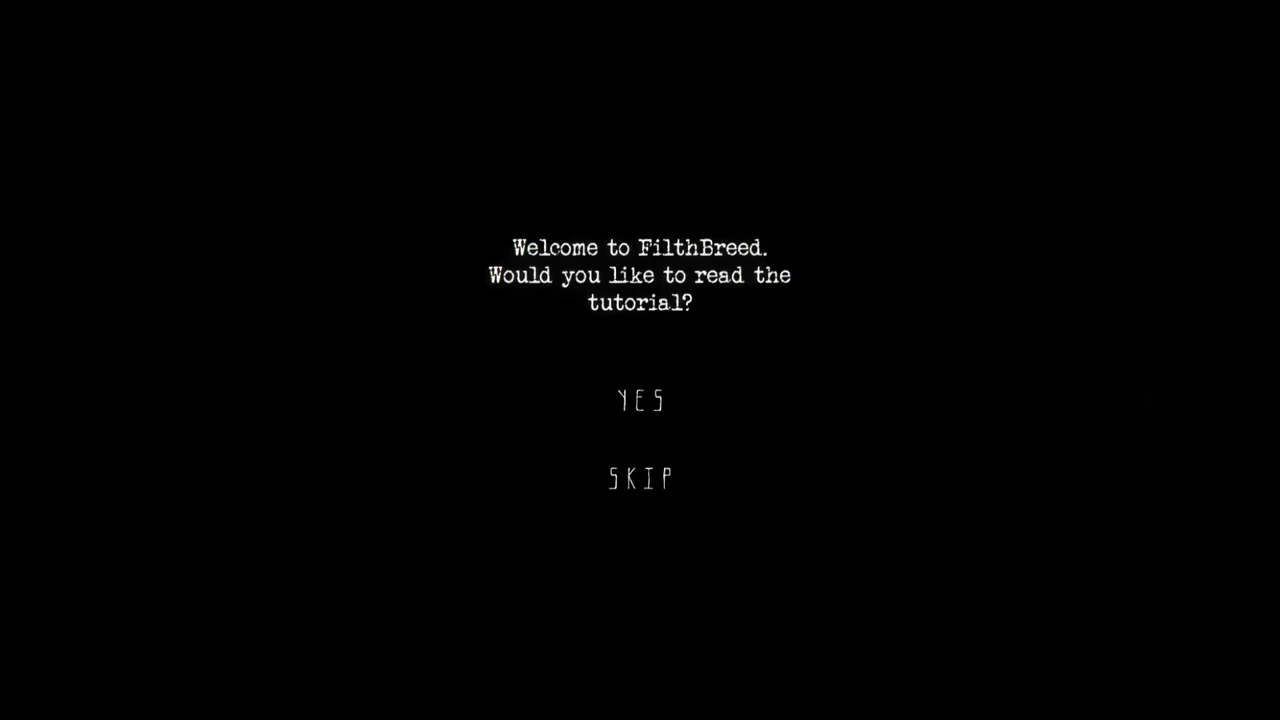 Welcome to FilthBreed.
Would you like to read the
tutorial?
YES
SKIP